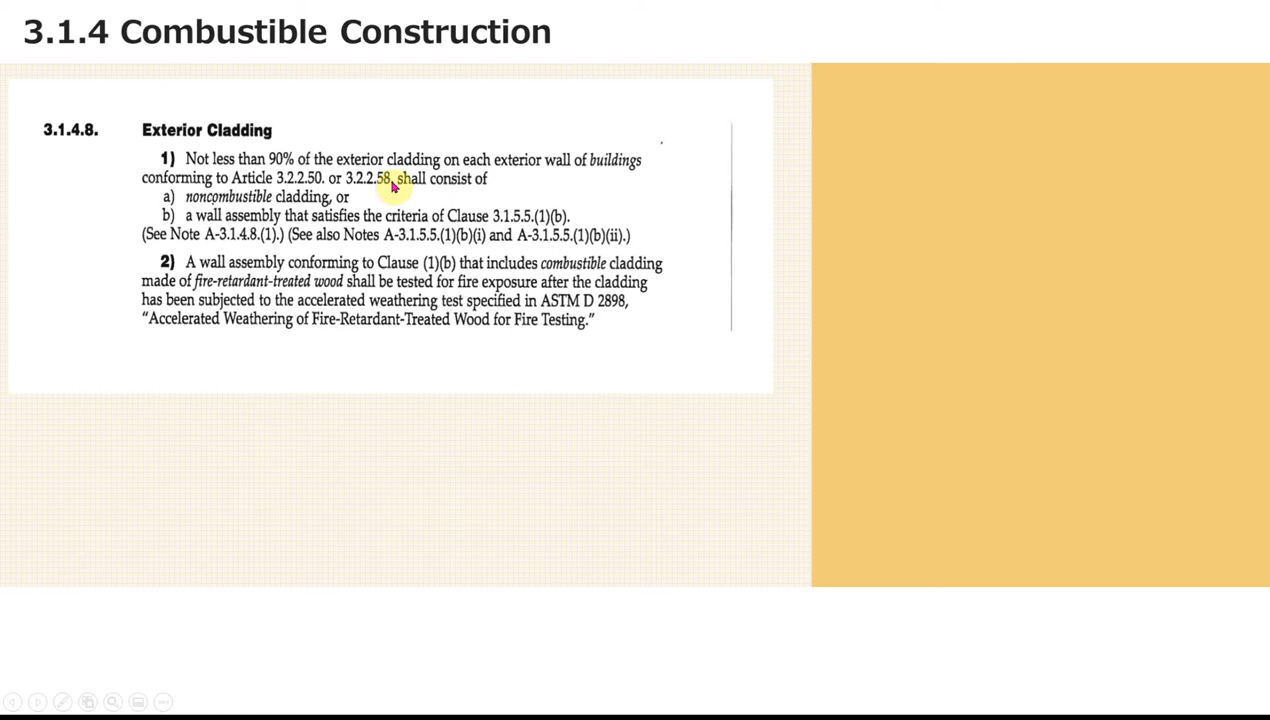 3.1.4 Combustible Construction
3.1.4.8. Exterior Cladding
1) Not less than 90% of the exterior cladding on each exterior wall of buildings
conforming to Article 3.2.2.50. or 3.2.2.58. shall consist of
a) noncombustible cladding, or
b) a wall assembly that satisfies the criteria of Clause 3.1.5.5.(1)(b).
(See Note A-3.1.4.8.(1).) (See also Notes A-3.1.5.5.(1)(b)(i) and A-3.1.5.5.(1)(b)(ii).)
2) A wall assembly conforming to Clause (1)(b) that includes combustible cladding
made of fire-retardant-treated wood shall be tested for fire exposure after the cladding
has been subjected to the accelerated weathering test specified in ASTM D 2898,
“Accelerated Weathering of Fire-Retardant-Treated Wood for Fire Testing.”